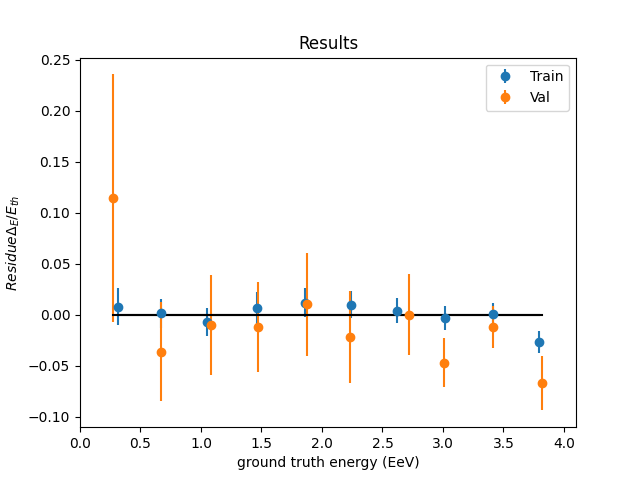 Results
Residue Δ_E/E_th
0.25
0.20
0.15
0.10
0.05
0.00
−0.05
−0.10
Train
Val
0.0 0.5 1.0 1.5 2.0 2.5 3.0 3.5 4.0
ground truth energy (EeV)